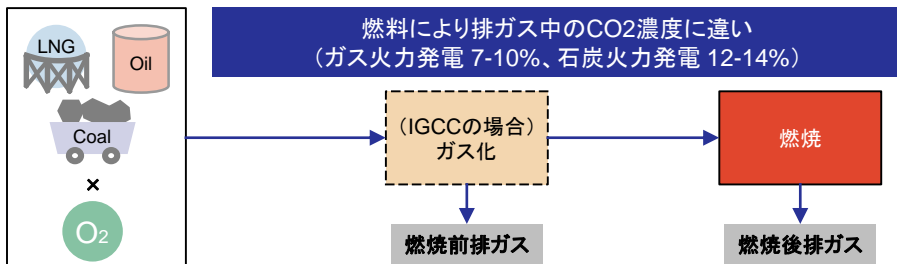 LNG
Oil
Coal
×
O2
燃料により排ガス中のCO2濃度に違い
（ガス火力発電 7-10%、石炭火力発電 12-14%）
（IGCCの場合）
ガス化
燃焼
燃焼前排ガス
燃焼後排ガス